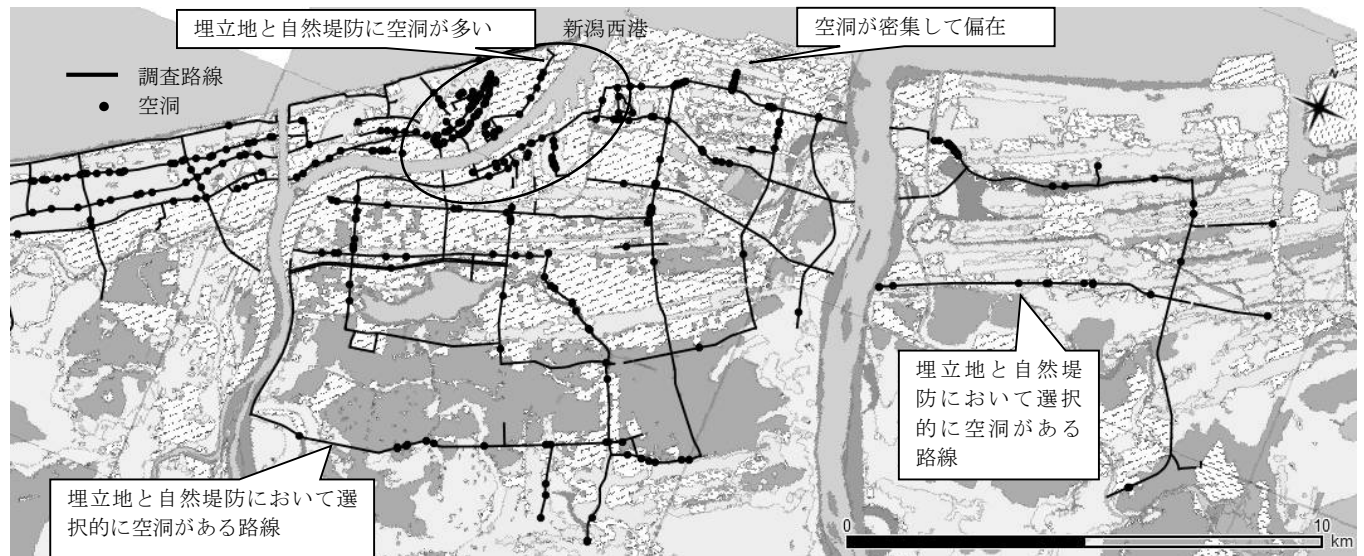 埋立地と自然堤防に空洞が多い
新潟西港
空洞が密集して偏在
調査路線
空洞
N
埋立地と自然堤
防において選択
的に空洞がある
路線
埋立地と自然堤防において選
択的に空洞がある路線
0
10
km